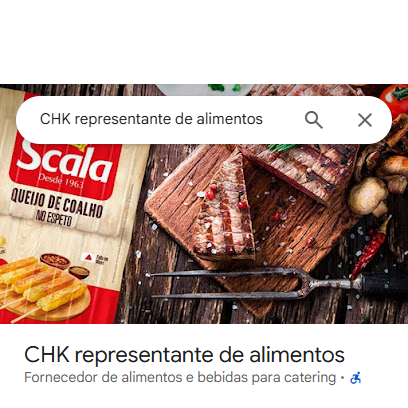 CHK representante de alimentos
Scala
Desde 1963
QUEIJO DE COALHO
NO ESPETO
CHK representante de alimentos
Fornecedor de alimentos e bebidas para catering ·